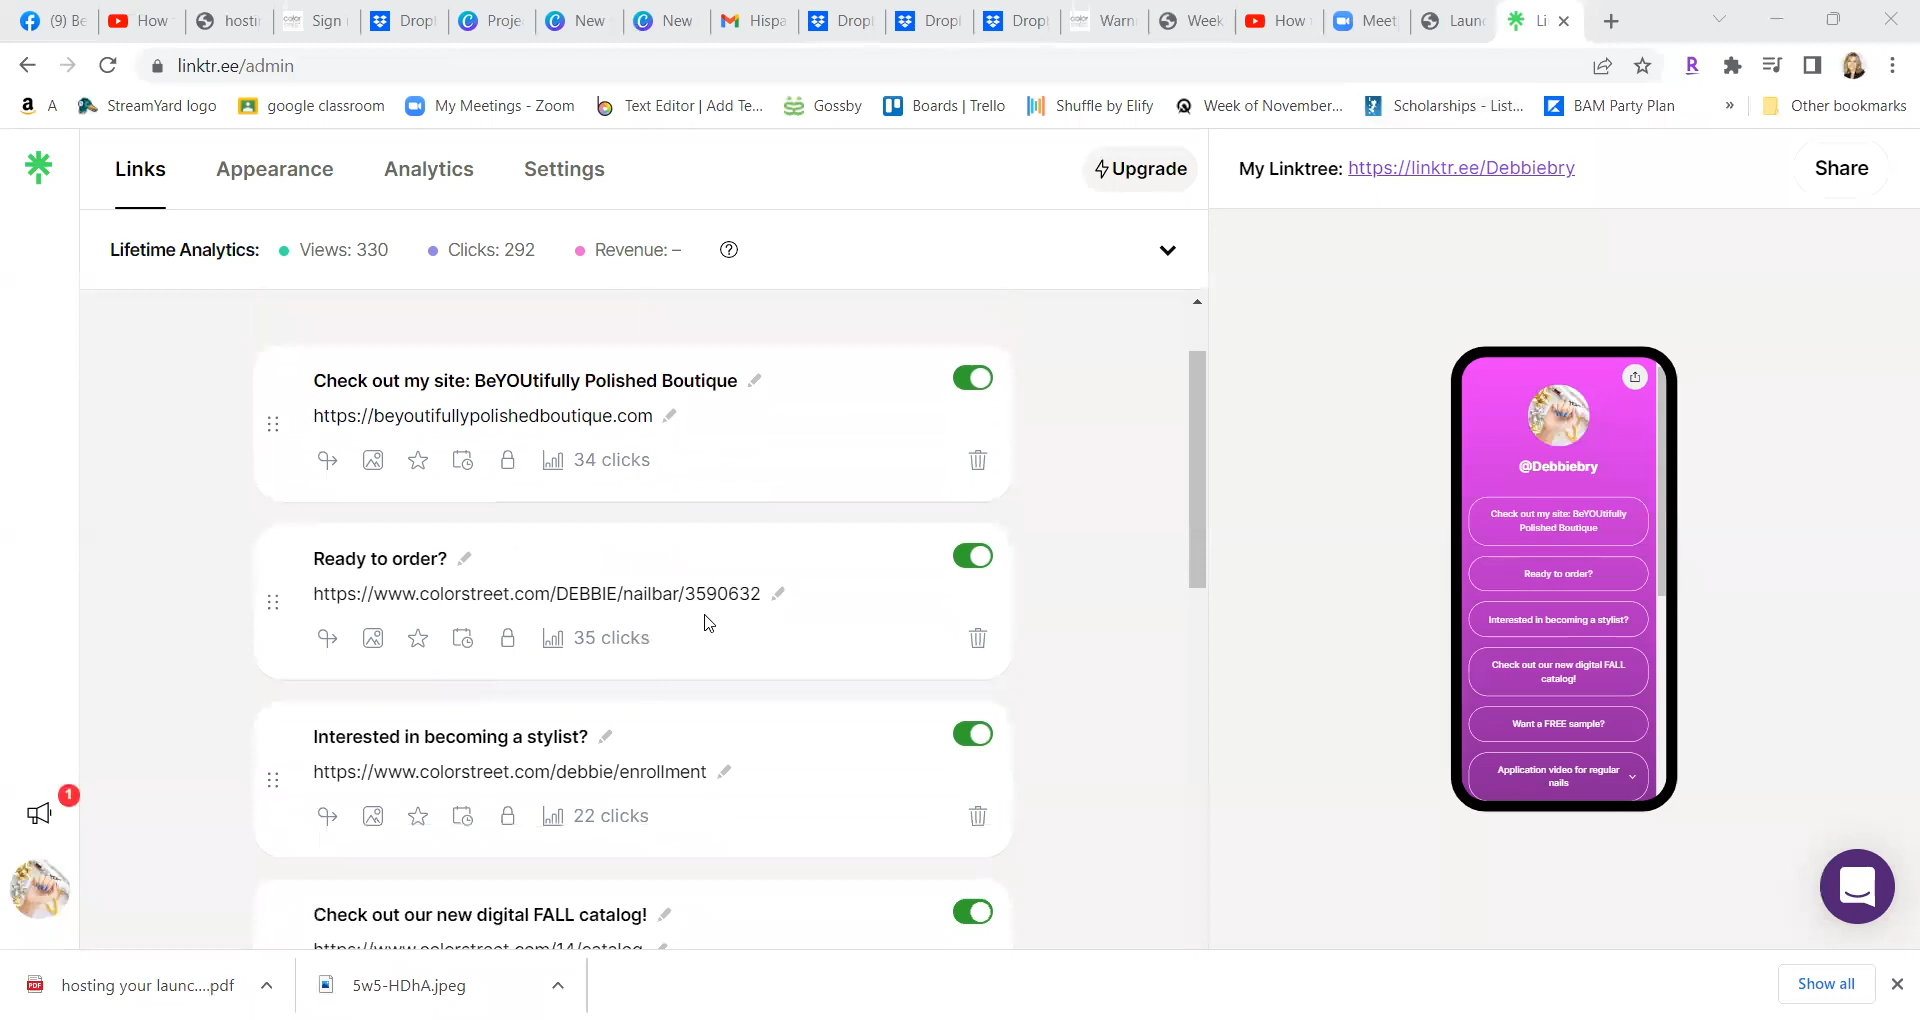 (9) Be
How
hosti
Sign
Drop
Proje
New
New
Hispa
Drop
Drop
Drop
Warn
Week
How
Meet
Laun
Li
linktr.ee/admin
R
A
StreamYard logo
google classroom
My Meetings - Zoom
Text Editor | Add Te...
Gossby
Boards | Trello
Shuffle by Elify
Week of November...
Scholarships - List...
BAM Party Plan
»
Other bookmarks
Links
Appearance
Analytics
Settings
Upgrade
My Linktree: https://linktr.ee/Debbiebry
Share
Lifetime Analytics:
Views: 330
Clicks: 292
Revenue: –
Check out my site: BeYOUtifully Polished Boutique
https://beyoutifullypolishedboutique.com
34 clicks
Ready to order?
https://www.colorstreet.com/DEBBIE/nailbar/3590632
35 clicks
Interested in becoming a stylist?
https://www.colorstreet.com/debbie/enrollment
22 clicks
Check out our new digital FALL catalog!
https://www.colorstreet.com/14/catalog
@Debbiebry
Check out my site: BeYOUtifully
Polished Boutique
Ready to order?
Interested in becoming a stylist?
Check out our new digital FALL
catalog!
Want a FREE sample?
Application video for regular
nails
1
PDF
hosting your launc....pdf
5w5-HDhA.jpeg
Show all